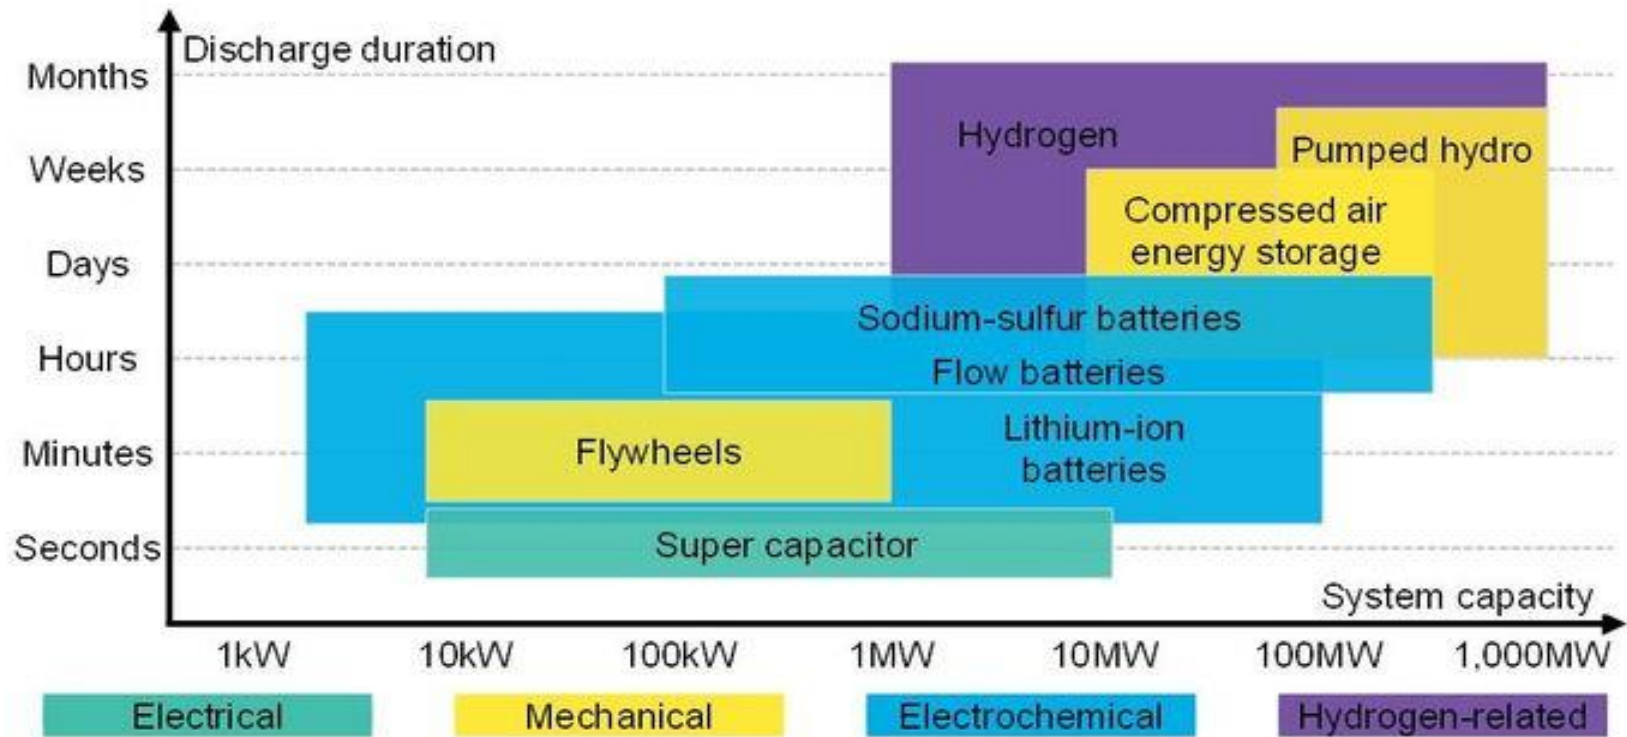 Discharge duration
Months
Hydrogen
Pumped hydro
Weeks
Compressed air
energy storage
Days
Sodium-sulfur batteries
Hours
Flow batteries
Lithium-ion
batteries
Flywheels
Minutes
Super capacitor
Seconds
System capacity
1kW 10kW 100kW 1MW 10MW 100MW 1,000MW
Electrical Mechanical Electrochemical Hydrogen-related